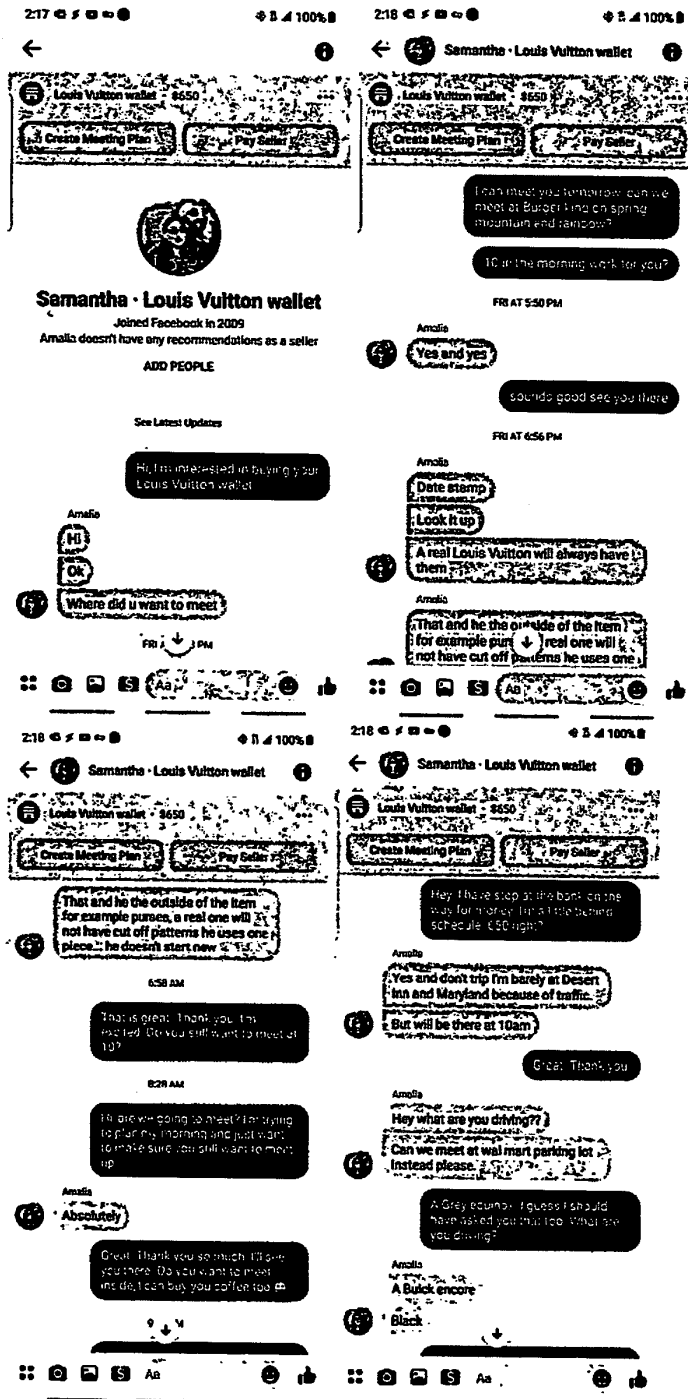 2:17 100%
Louis Vuitton wallet - $650
Create Meeting Plan
Pay Seller
Samantha · Louis Vuitton wallet
Joined Facebook in 2009
Amalia doesn't have any recommendations as a seller
ADD PEOPLE
See Latest Updates
Hi, I'm interested in buying your
Louis Vuitton wallet
Amalia
Hi
Ok
Where did u want to meet
FRI PM
Aa
2:18 100%
Samantha · Louis Vuitton wallet
Louis Vuitton wallet - $650
Create Meeting Plan
Pay Seller
I can meet you tomorrow, can we
meet at Burger king on spring
mountain and rainbow?
10 in the morning work for you?
FRI AT 5:50 PM
Amalia
Yes and yes
sounds good see you there
FRI AT 6:56 PM
Amalia
Date stamp
Look it up
A real Louis Vuitton will always have
them
Amalia
That and he the outside of the item
for example real one will
not have cut off patterns he uses one
Aa
2:18 100%
Samantha · Louis Vuitton wallet
Louis Vuitton wallet - $650
Create Meeting Plan
Pay Seller
That and he the outside of the item
for example purses, a real one will
not have cut off patterns he uses one
piece.. he doesn't start new
6:58 AM
That is great. Thank you. I'm
excited. Do you still want to meet at
10?
8:28 AM
Hi are we going to meet? I'm trying
to plan my morning and just want
to make sure you still want to meet
up
Amalia
Absolutely
Great. Thank you so much. I'll see
you there. Do you want to meet
inside, I can buy you coffee too
9
Aa
2:18 100%
Samantha · Louis Vuitton wallet
Louis Vuitton wallet - $650
Create Meeting Plan
Pay Seller
Hey I have stop at the bank on the
way for money. I'm a little behind
schedule. 650 right?
Amalia
Yes and don't trip I'm barely at Desert
Inn and Maryland because of traffic.
But will be there at 10am
Great. Thank you
Amalia
Hey what are you driving??
Can we meet at wal mart parking lot
instead please.
A Grey equinox. I guess I should
have asked you that too. What are
you driving?
Amalia
A Buick encore
Black
Aa